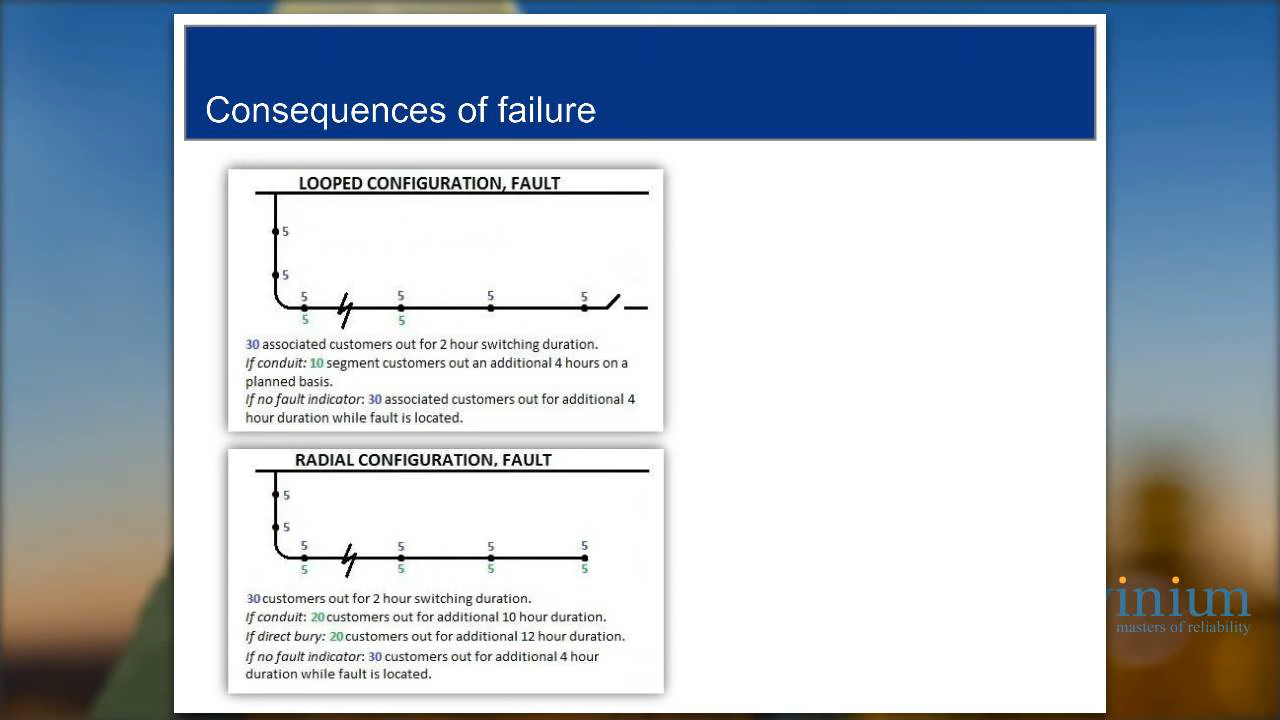 Consequences of failure
LOOPED CONFIGURATION, FAULT
5
5
5 5 5 5
5 5
30 associated customers out for 2 hour switching duration.
If conduit: 10 segment customers out an additional 4 hours on a
planned basis.
If no fault indicator: 30 associated customers out for additional 4
hour duration while fault is located.
RADIAL CONFIGURATION, FAULT
5
5
5 5 5 5
5 5 5 5
30 customers out for 2 hour switching duration.
If conduit: 20 customers out for additional 10 hour duration.
If direct bury: 20 customers out for additional 12 hour duration.
If no fault indicator: 30 customers out for additional 4 hour
duration while fault is located.
masters of reliability